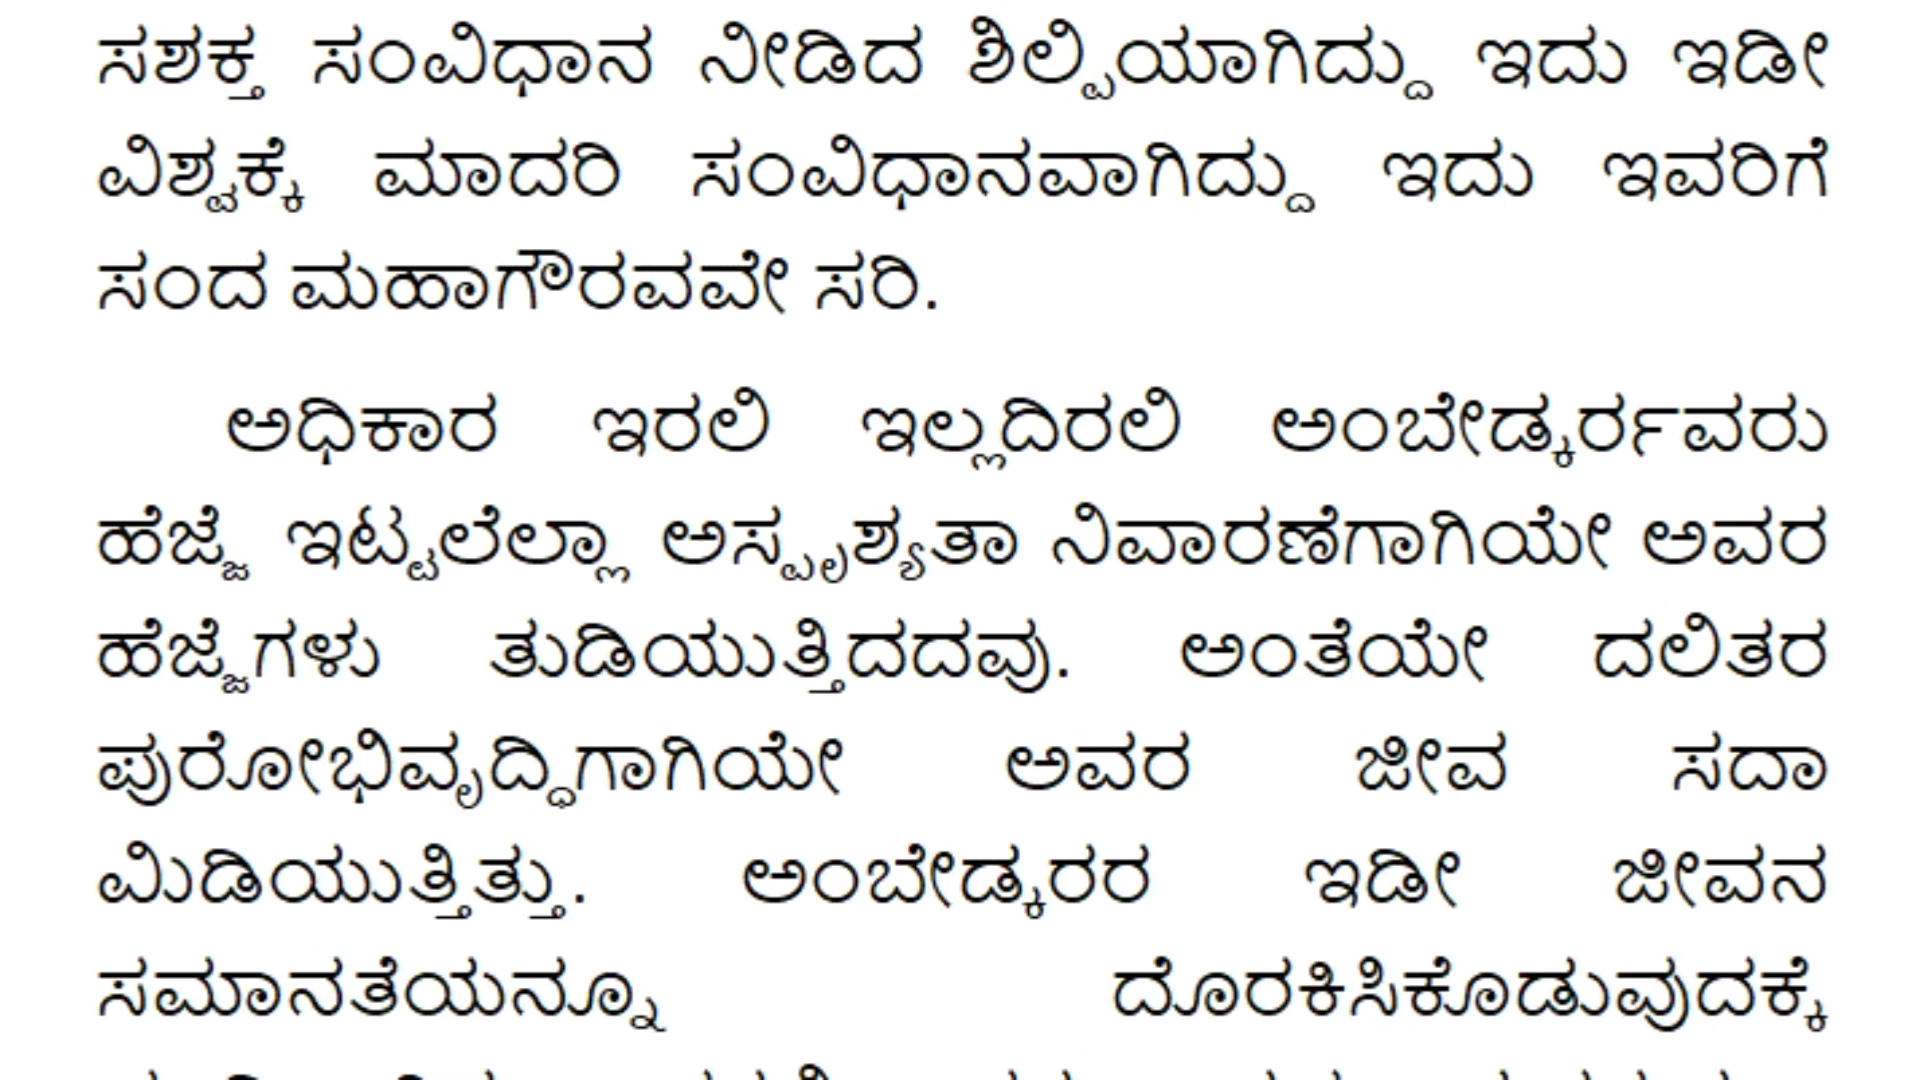 ಸಶಕ್ತ ಸಂವಿಧಾನ ನೀಡಿದ ಶಿಲ್ಪಿಯಾಗಿದ್ದು ಇದು ಇಡೀ
ವಿಶ್ವಕ್ಕೆ ಮಾದರಿ ಸಂವಿಧಾನವಾಗಿದ್ದು ಇದು ಇವರಿಗೆ
ಸಂದ ಮಹಾಗೌರವವೇ ಸರಿ.
ಅಧಿಕಾರ ಇರಲಿ ಇಲ್ಲದಿರಲಿ ಅಂಬೇಡ್ಕರ್ರವರು
ಹೆಜ್ಜೆ ಇಟ್ಟಲೆಲ್ಲಾ ಅಸ್ಪೃಶ್ಯತಾ ನಿವಾರಣೆಗಾಗಿಯೇ ಅವರ
ಹೆಜ್ಜೆಗಳು ತುಡಿಯುತ್ತಿದದವು. ಅಂತೆಯೇ ದಲಿತರ
ಪುರೋಭಿವೃದ್ಧಿಗಾಗಿಯೇ ಅವರ ಜೀವ ಸದಾ
ಮಿಡಿಯುತ್ತಿತ್ತು. ಅಂಬೇಡ್ಕರರ ಇಡೀ ಜೀವನ
ಸಮಾನತೆಯನ್ನೂ ದೊರಕಿಸಿಕೊಡುವುದಕ್ಕೆ